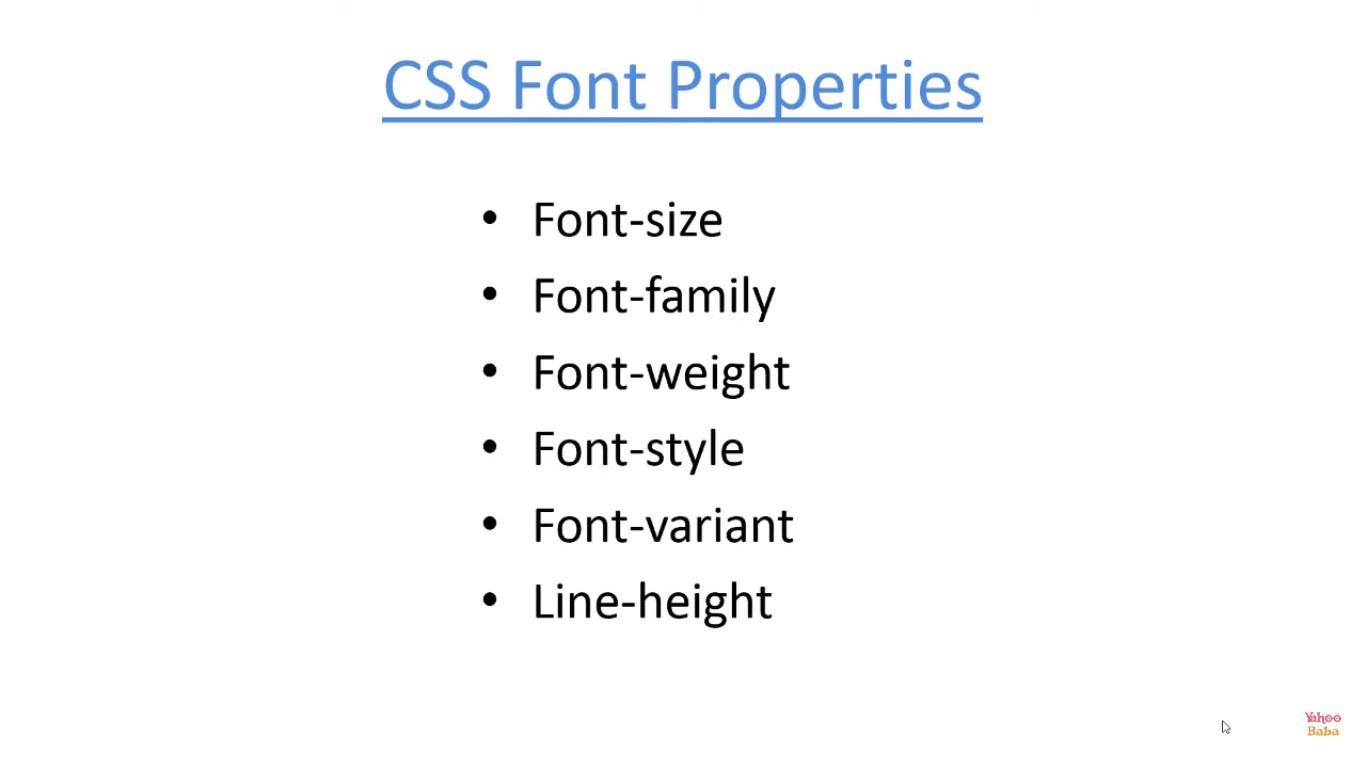 CSS Font Properties
• Font-size
• Font-family
• Font-weight
• Font-style
• Font-variant
• Line-height
Yahoo
Baba